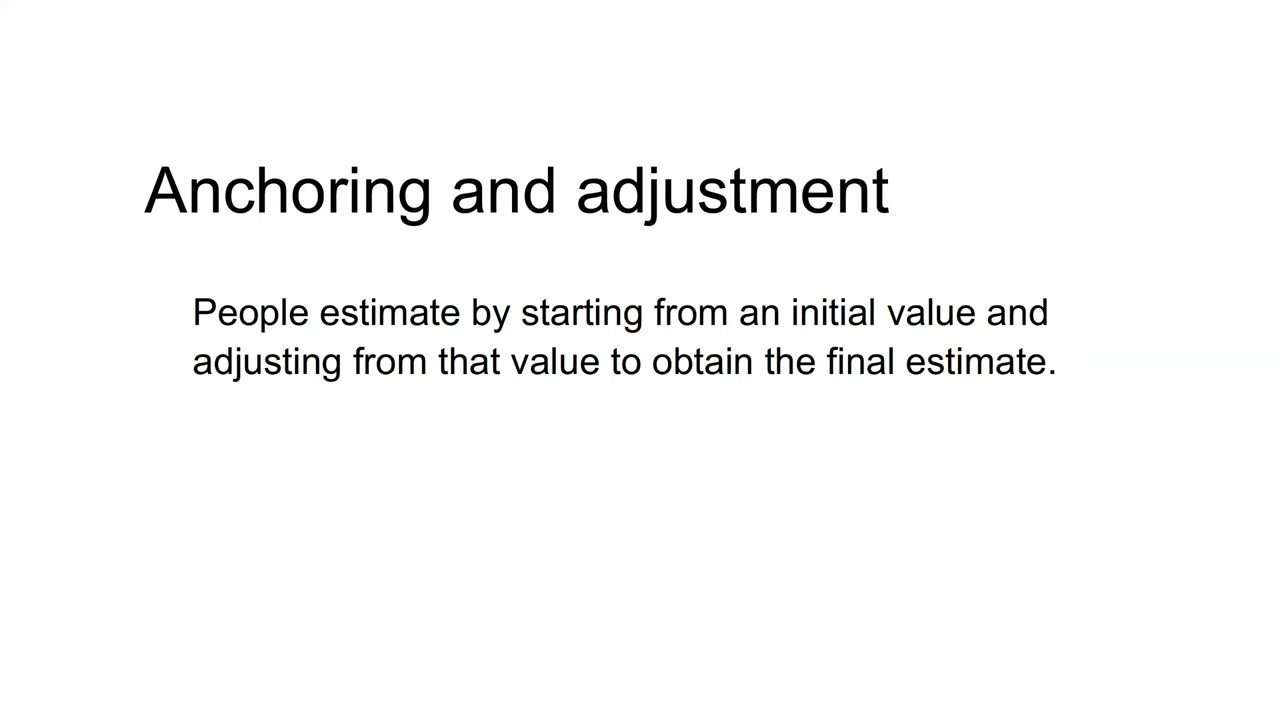 Anchoring and adjustment
People estimate by starting from an initial value and
adjusting from that value to obtain the final estimate.